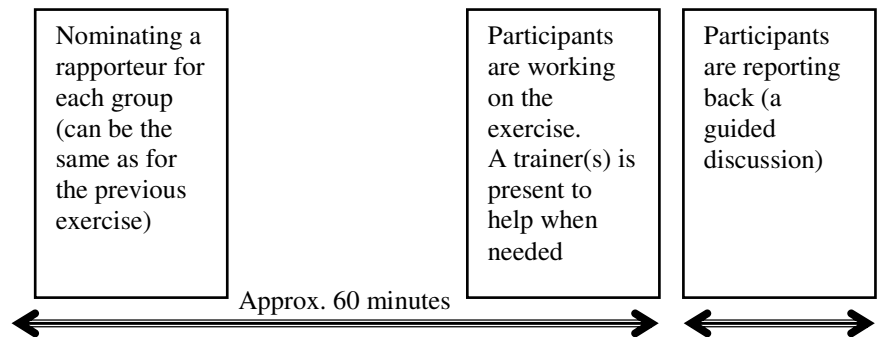 Nominating a
rapporteur for
each group
(can be the
same as for
the previous
exercise)
Participants
are working
on the
exercise.
A trainer(s) is
present to
help when
needed
Participants
are reporting
back (a
guided
discussion)
Approx. 60 minutes